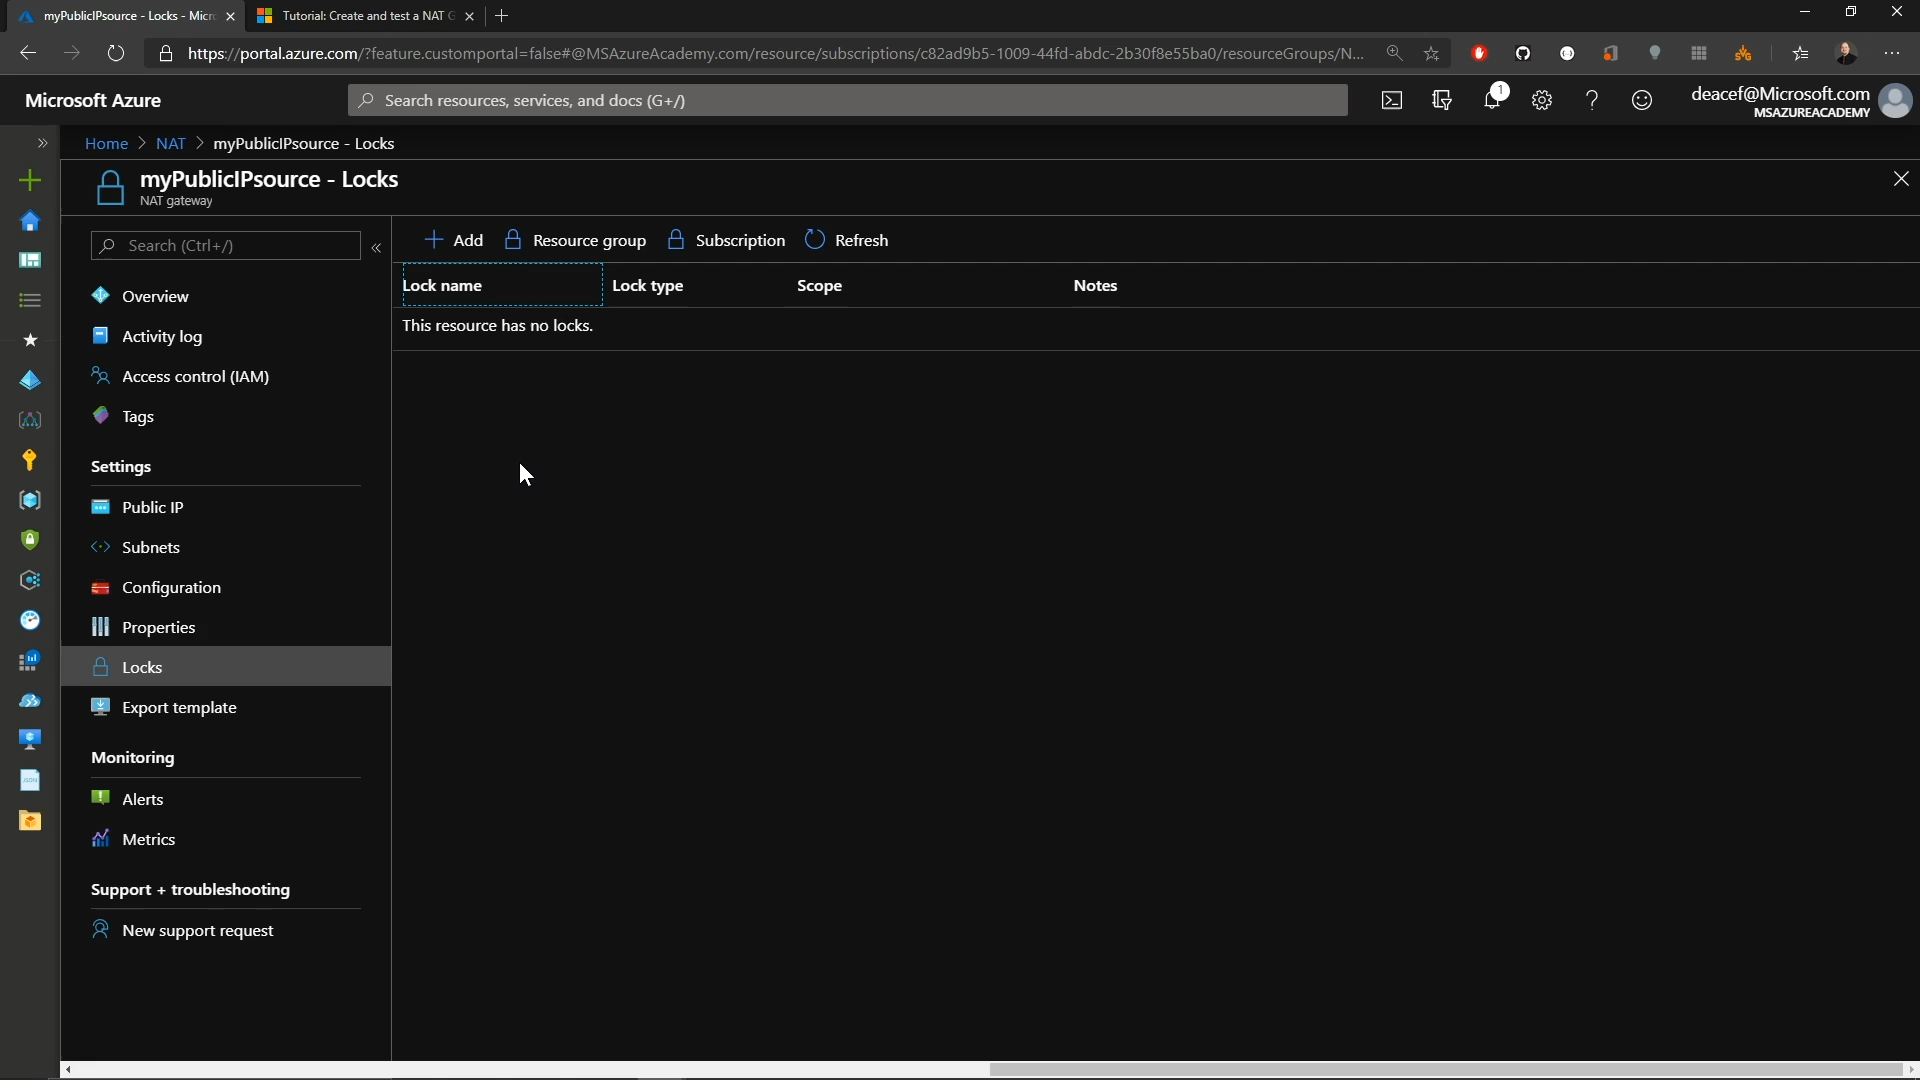 myPublicIPsource - Locks - Micr
Tutorial: Create and test a NAT G
https://portal.azure.com/?feature.customportal=false#@MSAzureAcademy.com/resource/subscriptions/c82ad9b5-1009-44fd-abdc-2b30f8e55ba0/resourceGroups/N...
Microsoft Azure
Search resources, services, and docs (G+/)
1
deacef@Microsoft.com
MSAZUREACADEMY
Home > NAT > myPublicIPsource - Locks
myPublicIPsource - Locks
NAT gateway
Search (Ctrl+/)
Add
Resource group
Subscription
Refresh
Lock name
Lock type
Scope
Notes
This resource has no locks.
Overview
Activity log
Access control (IAM)
Tags
Settings
Public IP
Subnets
Configuration
Properties
Locks
Export template
Monitoring
Alerts
Metrics
Support + troubleshooting
New support request